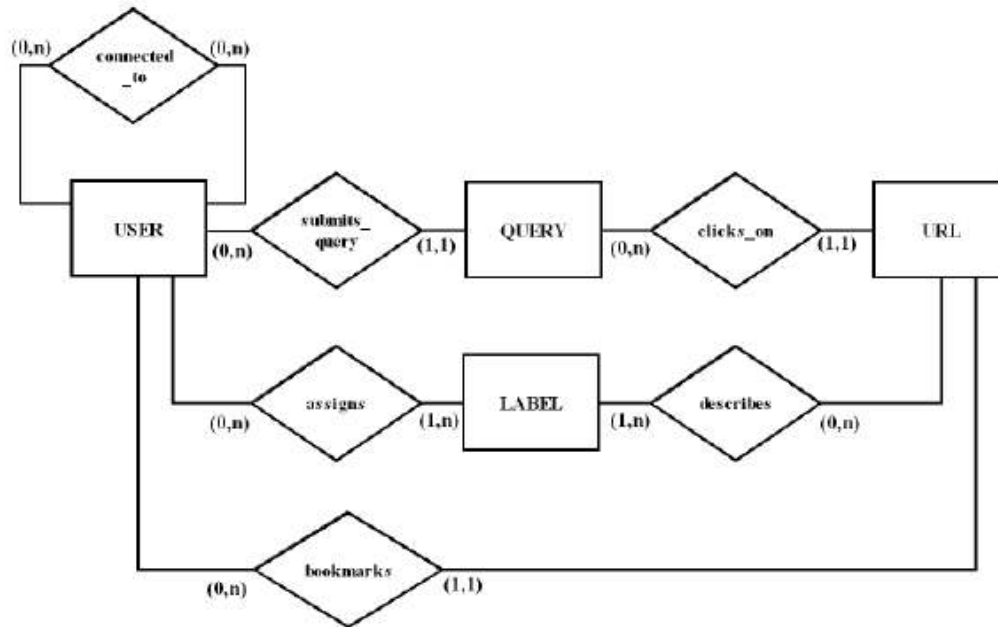 (0,n)
connected
_to
(0,n)
USER
(0,n)
submits_
query
(1,1)
QUERY
(0,n)
clicks_on
(1,1)
URL
(0,n)
assigns
(1,n)
LABEL
(1,n)
describes
(0,n)
(0,n)
bookmarks
(1,1)